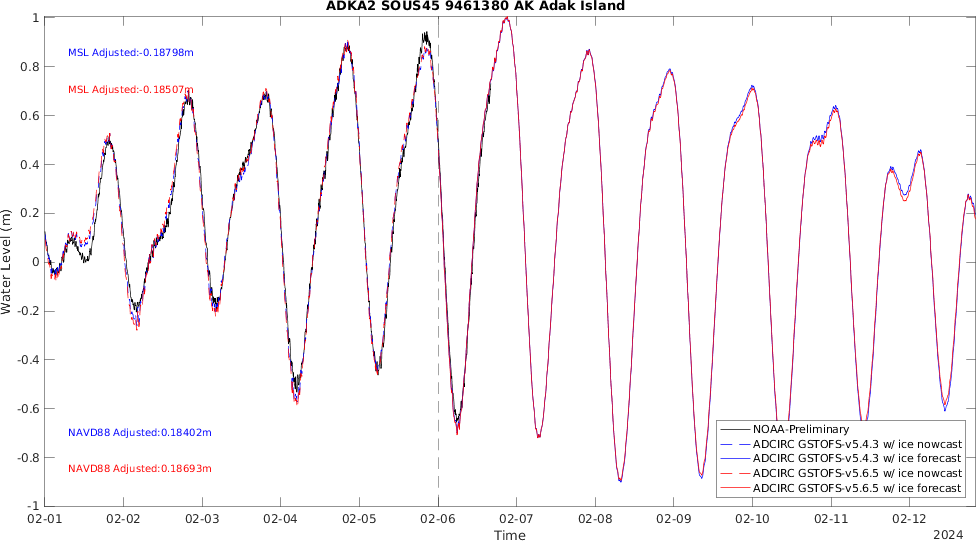 ADKA2 SOUS45 9461380 AK Adak Island
1
0.8
0.6
0.4
0.2
0
-0.2
-0.4
-0.6
-0.8
-1
Water Level (m)
MSL Adjusted:-0.18798m
MSL Adjusted:-0.18507m
NAVD88 Adjusted:0.18402m
NAVD88 Adjusted:0.18693m
NOAA-Preliminary
ADCIRC GSTOFS-v5.4.3 w/ ice nowcast
ADCIRC GSTOFS-v5.4.3 w/ ice forecast
ADCIRC GSTOFS-v5.6.5 w/ ice nowcast
ADCIRC GSTOFS-v5.6.5 w/ ice forecast
02-01 02-02 02-03 02-04 02-05 02-06 02-07 02-08 02-09 02-10 02-11 02-12
Time
2024